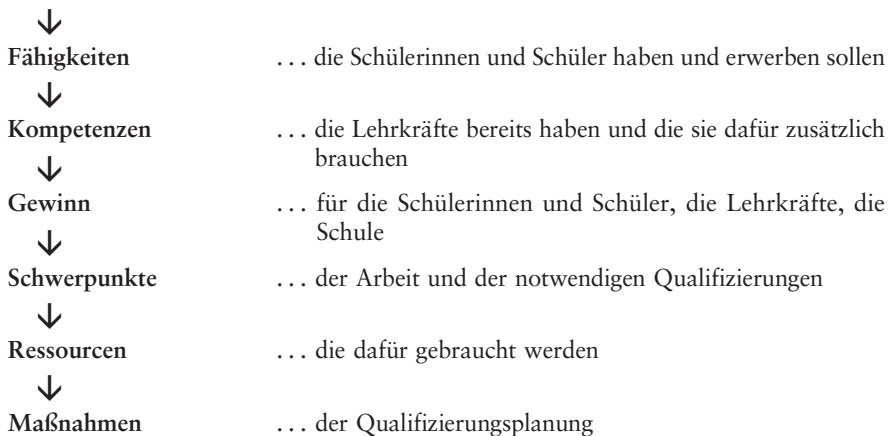 ↓
Fähigkeiten ... die Schülerinnen und Schüler haben und erwerben sollen
↓
Kompetenzen ... die Lehrkräfte bereits haben und die sie dafür zusätzlich
brauchen
↓
Gewinn ... für die Schülerinnen und Schüler, die Lehrkräfte, die
Schule
↓
Schwerpunkte ... der Arbeit und der notwendigen Qualifizierungen
↓
Ressourcen ... die dafür gebraucht werden
↓
Maßnahmen ... der Qualifizierungsplanung